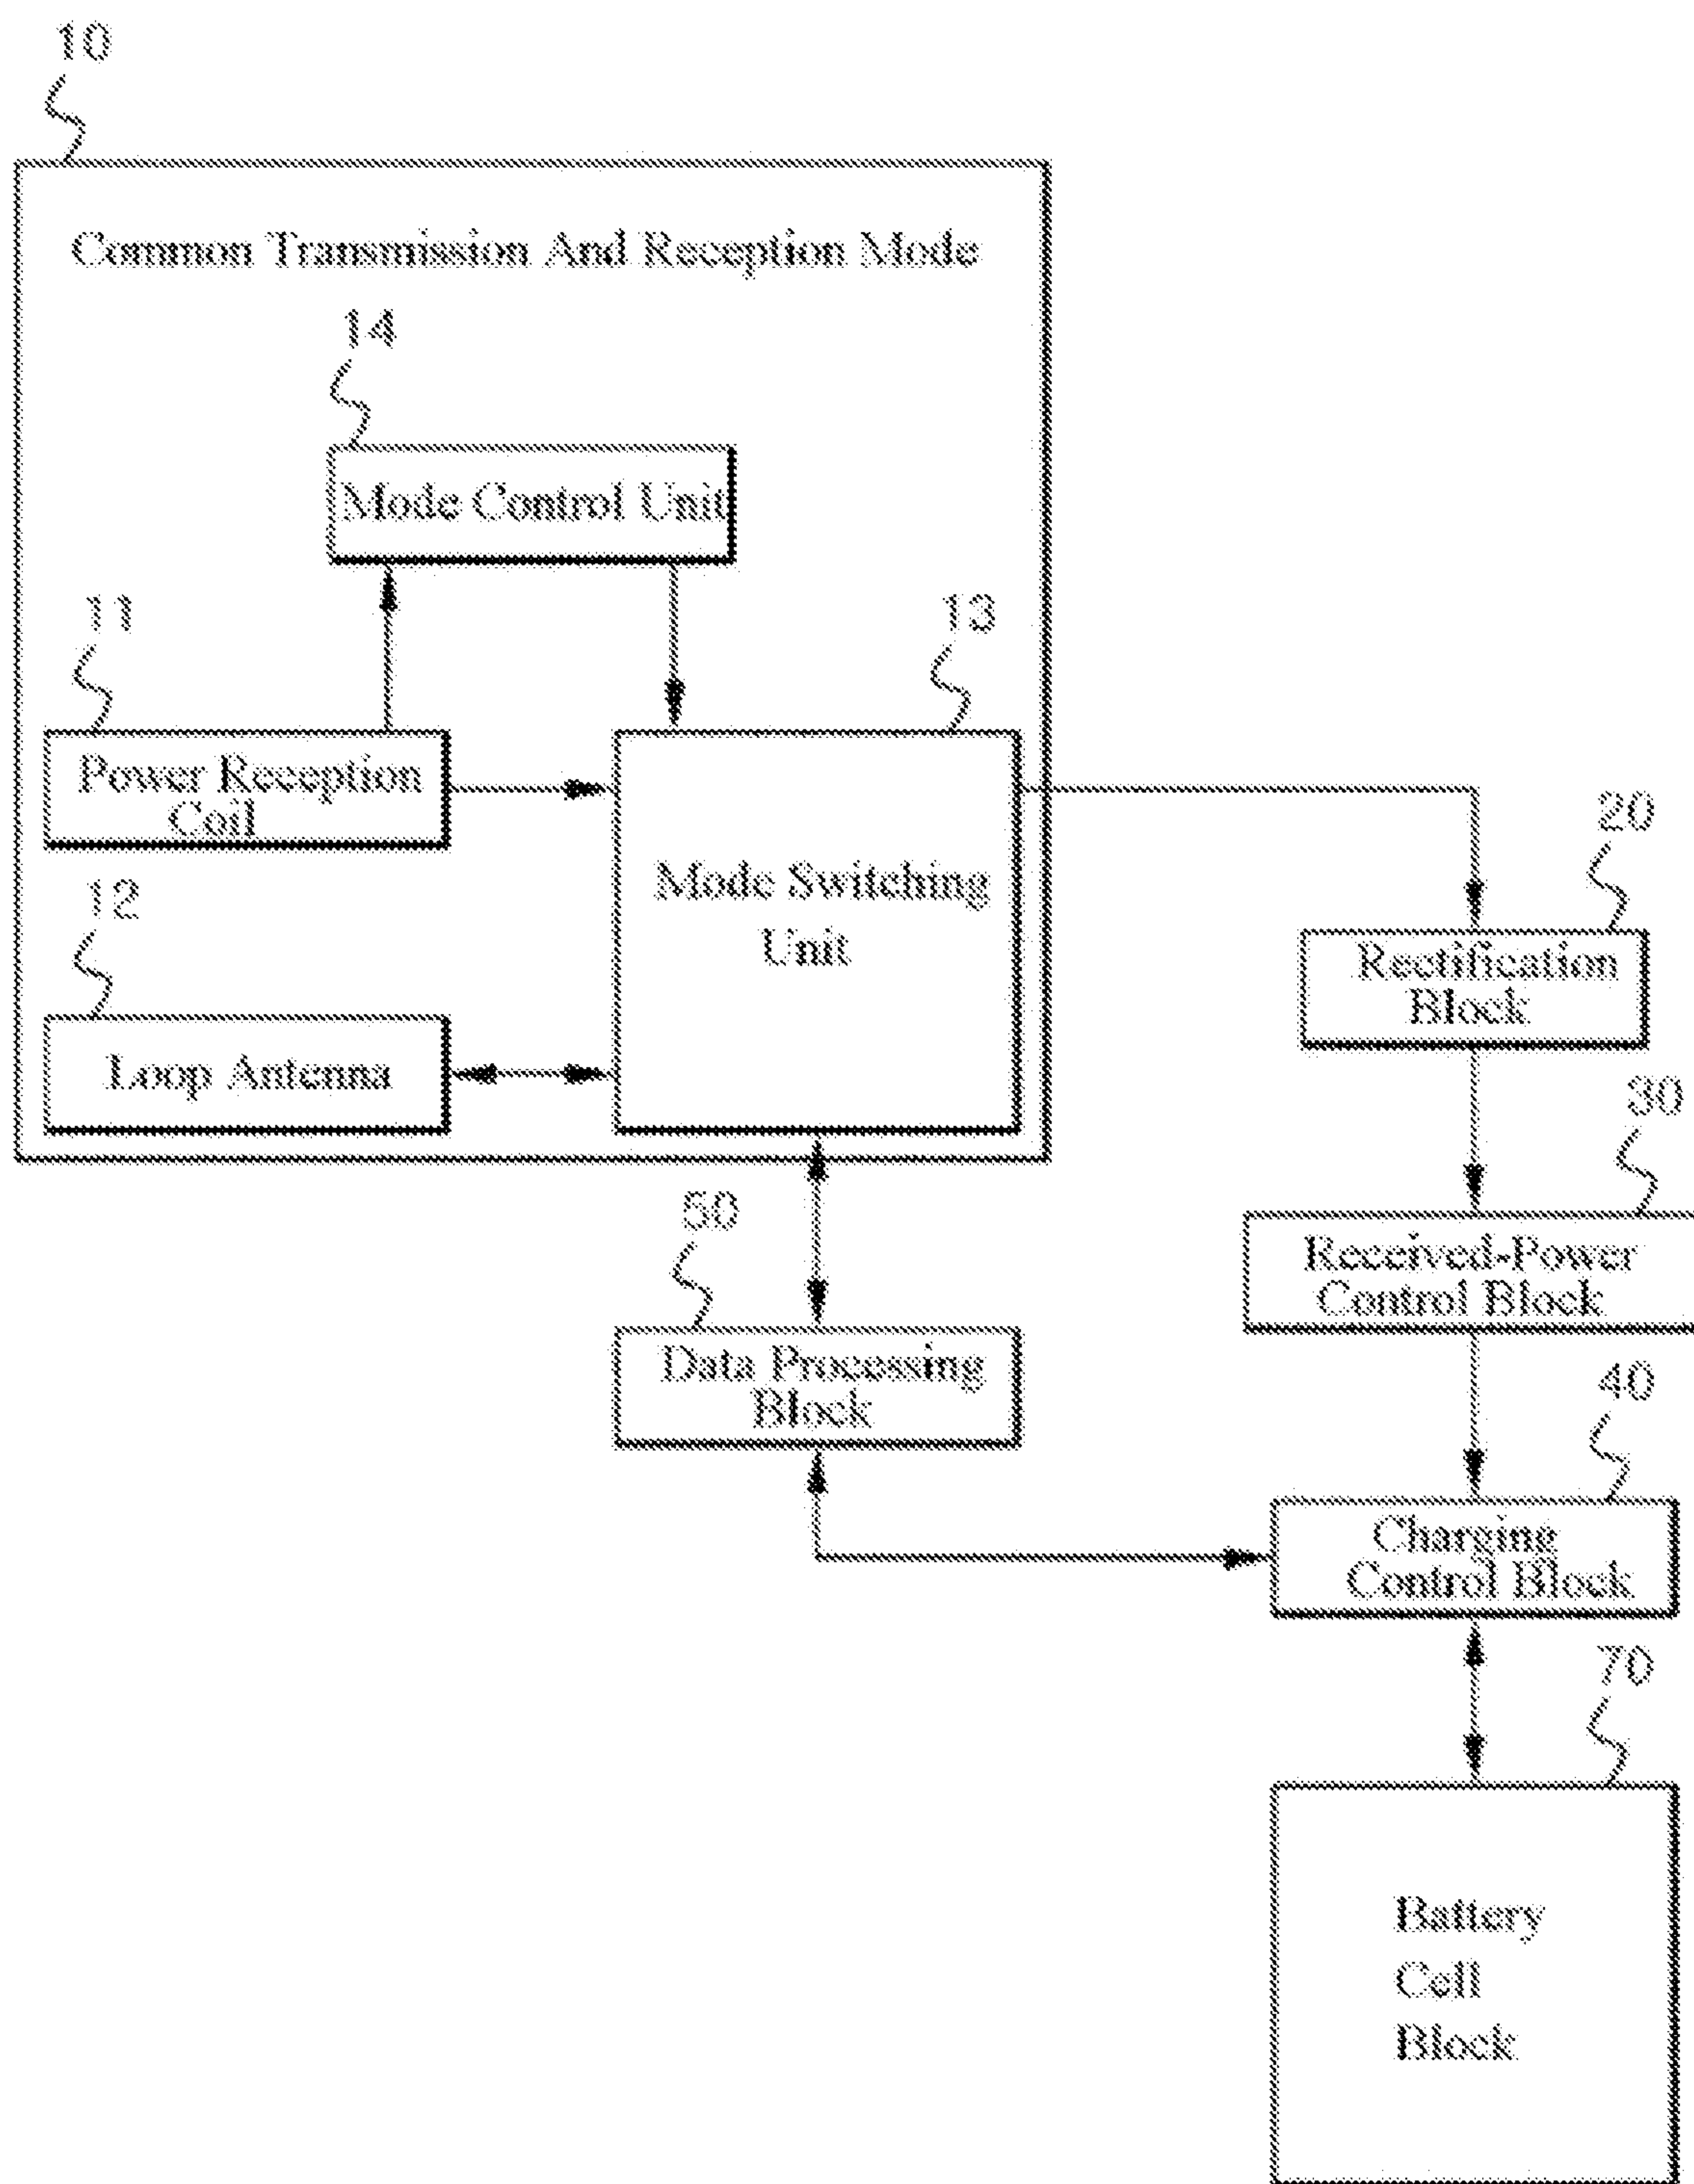 10
Common Transmission And Reception Mode
14
Mode Control Unit
11
13
Power Reception
Coil
20
Mode Switching
Unit
12
Rectification
Block
Loop Antenna
30
50
Received-Power
Control Block
Data Processing
Block
40
Charging
Control Block
70
Battery
Cell
Block